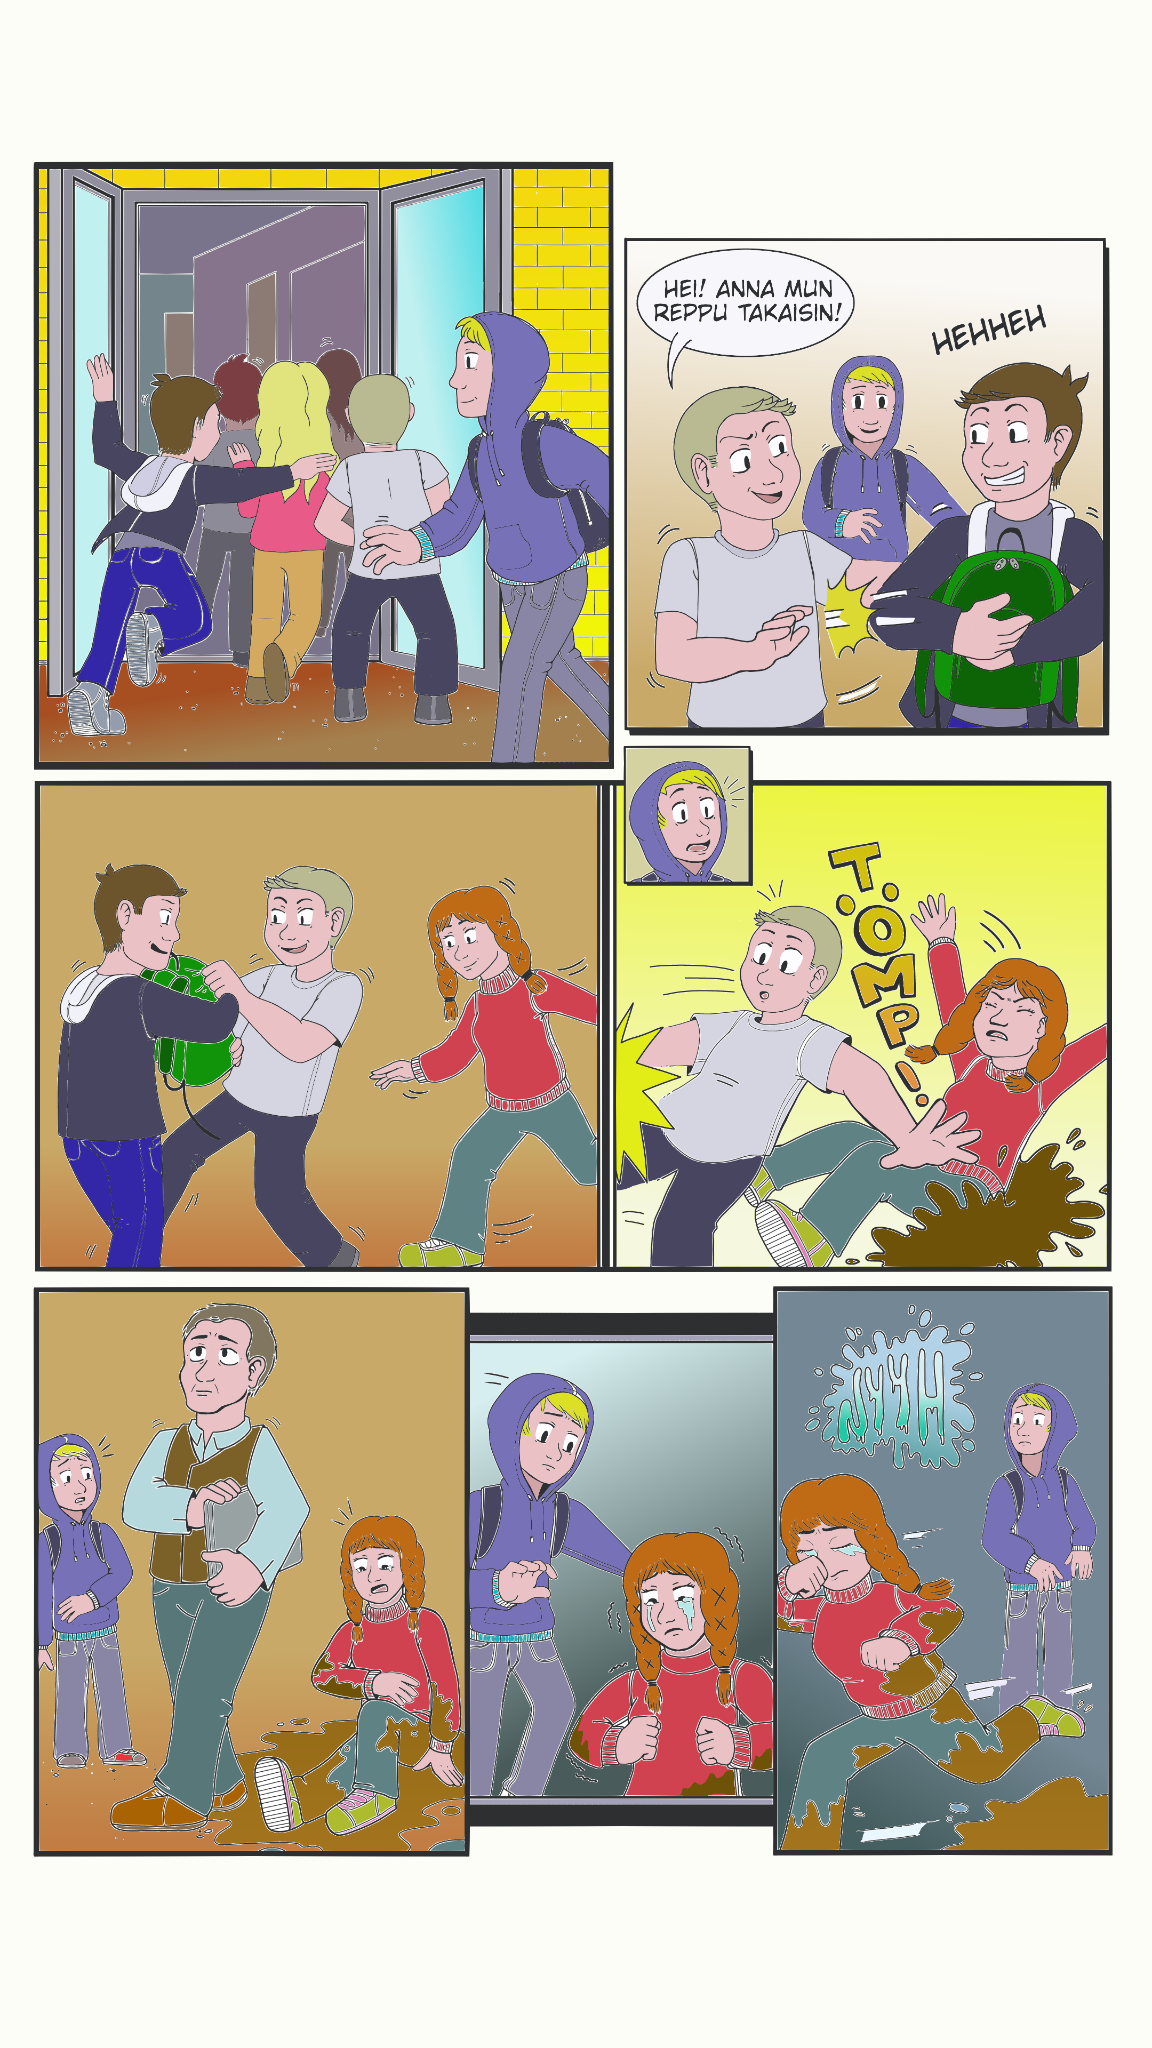 HEI! ANNA MUN
REPPU TAKAISIN!
HEHHEH
TÖMP!
NYYH